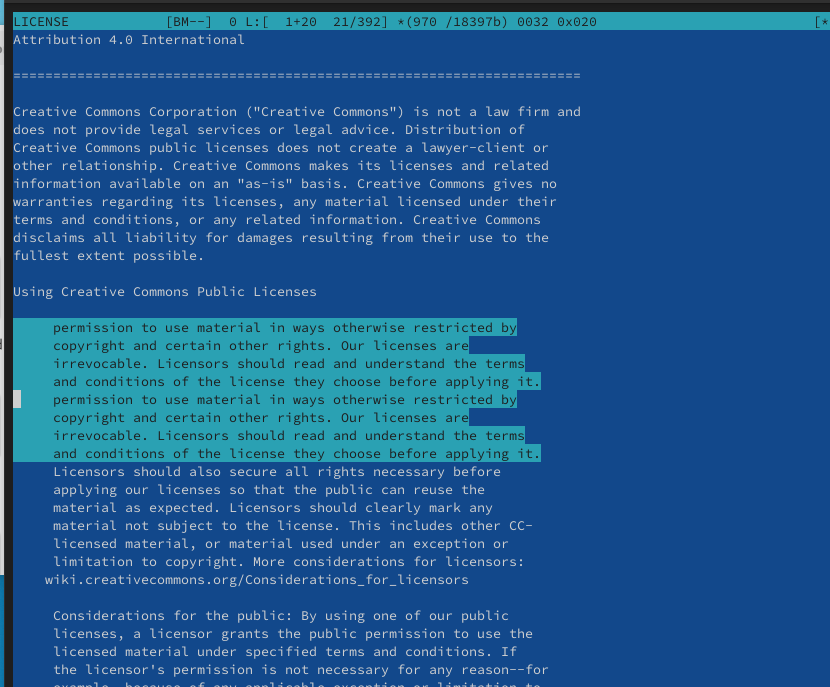 LICENSE            [BM--]  0 L:[  1+20  21/392] *(970 /18397b) 0032 0x020                           [*
Attribution 4.0 International
=======================================================================
Creative Commons Corporation ("Creative Commons") is not a law firm and
does not provide legal services or legal advice. Distribution of
Creative Commons public licenses does not create a lawyer-client or
other relationship. Creative Commons makes its licenses and related
information available on an "as-is" basis. Creative Commons gives no
warranties regarding its licenses, any material licensed under their
terms and conditions, or any related information. Creative Commons
disclaims all liability for damages resulting from their use to the
fullest extent possible.
Using Creative Commons Public Licenses
permission to use material in ways otherwise restricted by
copyright and certain other rights. Our licenses are
irrevocable. Licensors should read and understand the terms
and conditions of the license they choose before applying it.
permission to use material in ways otherwise restricted by
copyright and certain other rights. Our licenses are
irrevocable. Licensors should read and understand the terms
and conditions of the license they choose before applying it.
Licensors should also secure all rights necessary before
applying our licenses so that the public can reuse the
material as expected. Licensors should clearly mark any
material not subject to the license. This includes other CC-
licensed material, or material used under an exception or
limitation to copyright. More considerations for licensors:
wiki.creativecommons.org/Considerations_for_licensors
Considerations for the public: By using one of our public
licenses, a licensor grants the public permission to use the
licensed material under specified terms and conditions. If
the licensor's permission is not necessary for any reason--for
example, because of any applicable exception or limitation to